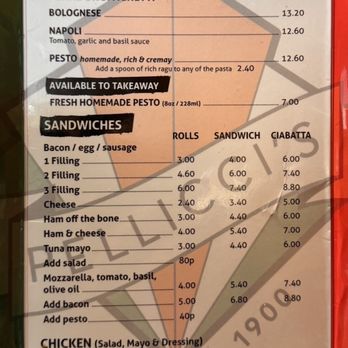 BOLOGNESE 13.20
NAPOLI 12.60
Tomato, garlic and basil sauce
PESTO homemade, rich & cremay 12.60
Add a spoon of rich ragu to any of the pasta 2.40
AVAILABLE TO TAKEAWAY
FRESH HOMEMADE PESTO (8oz / 228ml) 7.00
SANDWICHES ROLLS SANDWICH CIABATTA
Bacon / egg / sausage
1 Filling 3.00 4.00 6.00
2 Filling 4.60 6.00 7.40
3 Filling 6.00 7.40 8.80
Cheese 2.40 3.40 5.40
Ham off the bone 3.00 4.40 6.00
Ham & cheese 4.00 5.40 7.40
Tuna mayo 3.00 4.40 6.00
Add salad 80p
Mozzarella, tomato, basil,
olive oil 4.00 5.40 7.40
Add bacon 5.00 6.80 8.80
Add pesto 40p
CHICKEN (Salad, Mayo & Dressing)
PELLICCI'S
1900